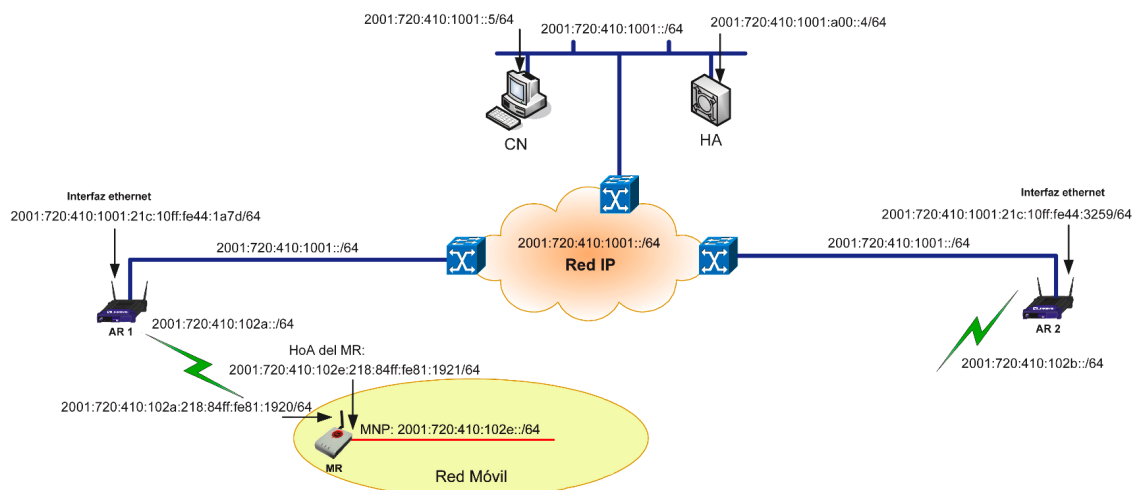 2001:720:410:1001::5/64
2001:720:410:1001::/64
2001:720:410:1001:a00::4/64
CN
HA
Interfaz ethernet
2001:720:410:1001:21c:10ff:fe44:1a7d/64
Interfaz ethernet
2001:720:410:1001:21c:10ff:fe44:3259/64
2001:720:410:1001::/64
2001:720:410:1001::/64
Red IP
2001:720:410:1001::/64
AR 1
AR 2
2001:720:410:102a::/64
HoA del MR:
2001:720:410:102e:218:84ff:fe81:1921/64
2001:720:410:102b::/64
2001:720:410:102a:218:84ff:fe81:1920/64
MNP: 2001:720:410:102e::/64
MR
Red Móvil